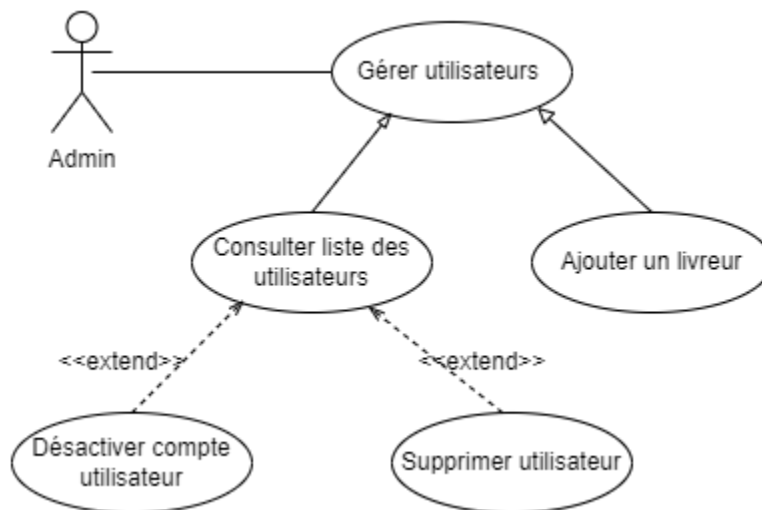 Gérer utilisateurs
Admin
Consulter liste des
utilisateurs
Ajouter un livreur
<<extend>>
<<extend>>
Désactiver compte
utilisateur
Supprimer utilisateur